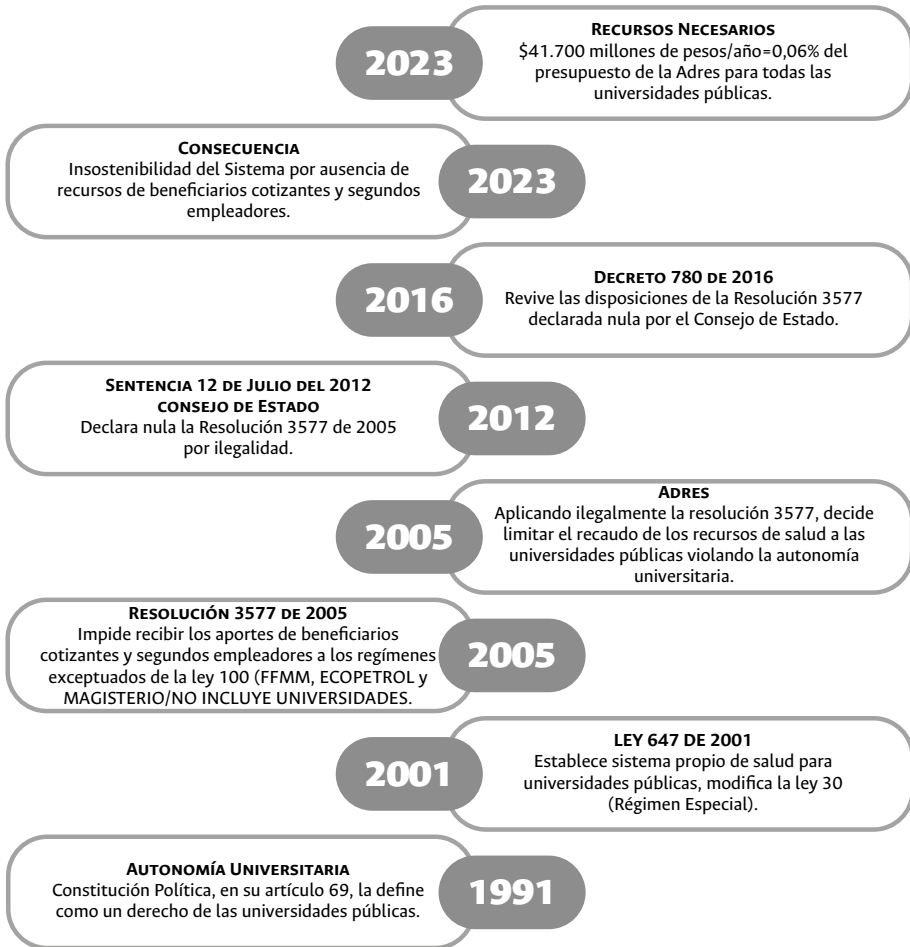 2023
RECURSOS NECESARIOS
$41.700 millones de pesos/año=0,06% del
presupuesto de la Adres para todas las
universidades públicas.
CONSECUENCIA
Insostenibilidad del Sistema por ausencia de
recursos de beneficiarios cotizantes y segundos
empleadores.
2023
2016
DECRETO 780 DE 2016
Revive las disposiciones de la Resolución 3577
declarada nula por el Consejo de Estado.
SENTENCIA 12 DE JULIO DEL 2012
CONSEJO DE ESTADO
Declara nula la Resolución 3577 de 2005
por ilegalidad.
2012
2005
ADRES
Aplicando ilegalmente la resolución 3577, decide
limitar el recaudo de los recursos de salud a las
universidades públicas violando la autonomía
universitaria.
RESOLUCIÓN 3577 DE 2005
Impide recibir los aportes de beneficiarios
cotizantes y segundos empleadores a los regímenes
exceptuados de la ley 100 (FFMM, ECOPETROL y
MAGISTERIO/NO INCLUYE UNIVERSIDADES.
2005
2001
LEY 647 DE 2001
Establece sistema propio de salud para
universidades públicas, modifica la ley 30
(Régimen Especial).
AUTONOMÍA UNIVERSITARIA
Constitución Política, en su artículo 69, la define
como un derecho de las universidades públicas.
1991